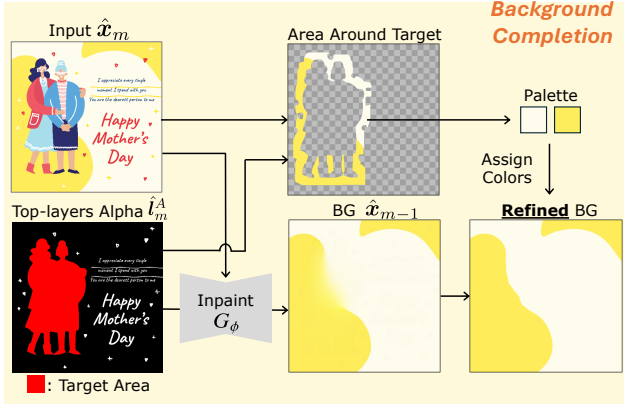 Background
Completion
Input x̂ₘ
I appreciate every single
moment I spend with you
You are the dearest person to me
Happy
Mother's
Day
Area Around Target
Palette
Assign
Colors
Top-layers Alpha l̂ₘᴬ
I appreciate every single
moment I spend with you
You are the dearest person to me
Happy
Mother's
Day
Inpaint
G_ϕ
BG x̂ₘ₋₁
Refined BG
: Target Area